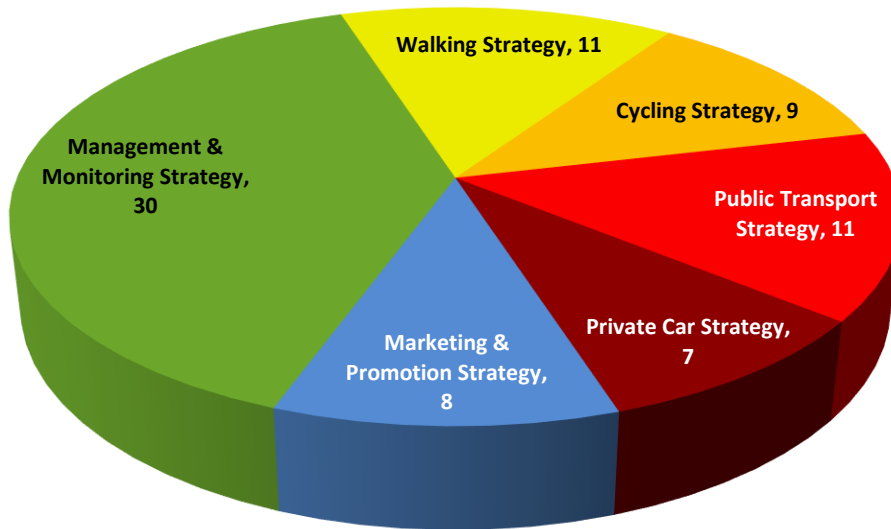 Walking Strategy, 11
Cycling Strategy, 9
Public Transport
Strategy, 11
Private Car Strategy,
7
Marketing &
Promotion Strategy,
8
Management &
Monitoring Strategy,
30